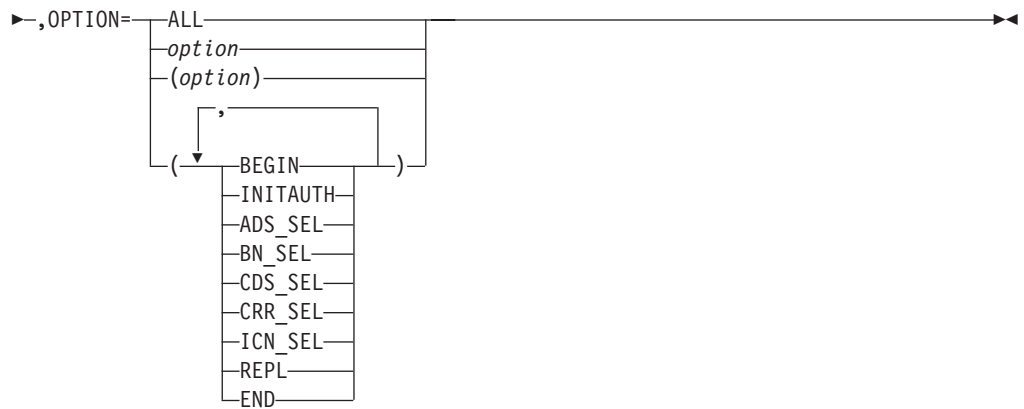 ,OPTION= ALL
option
(option)
,
( BEGIN )
INITAUTH
ADS_SEL
BN_SEL
CDS_SEL
CRR_SEL
ICN_SEL
REPL
END